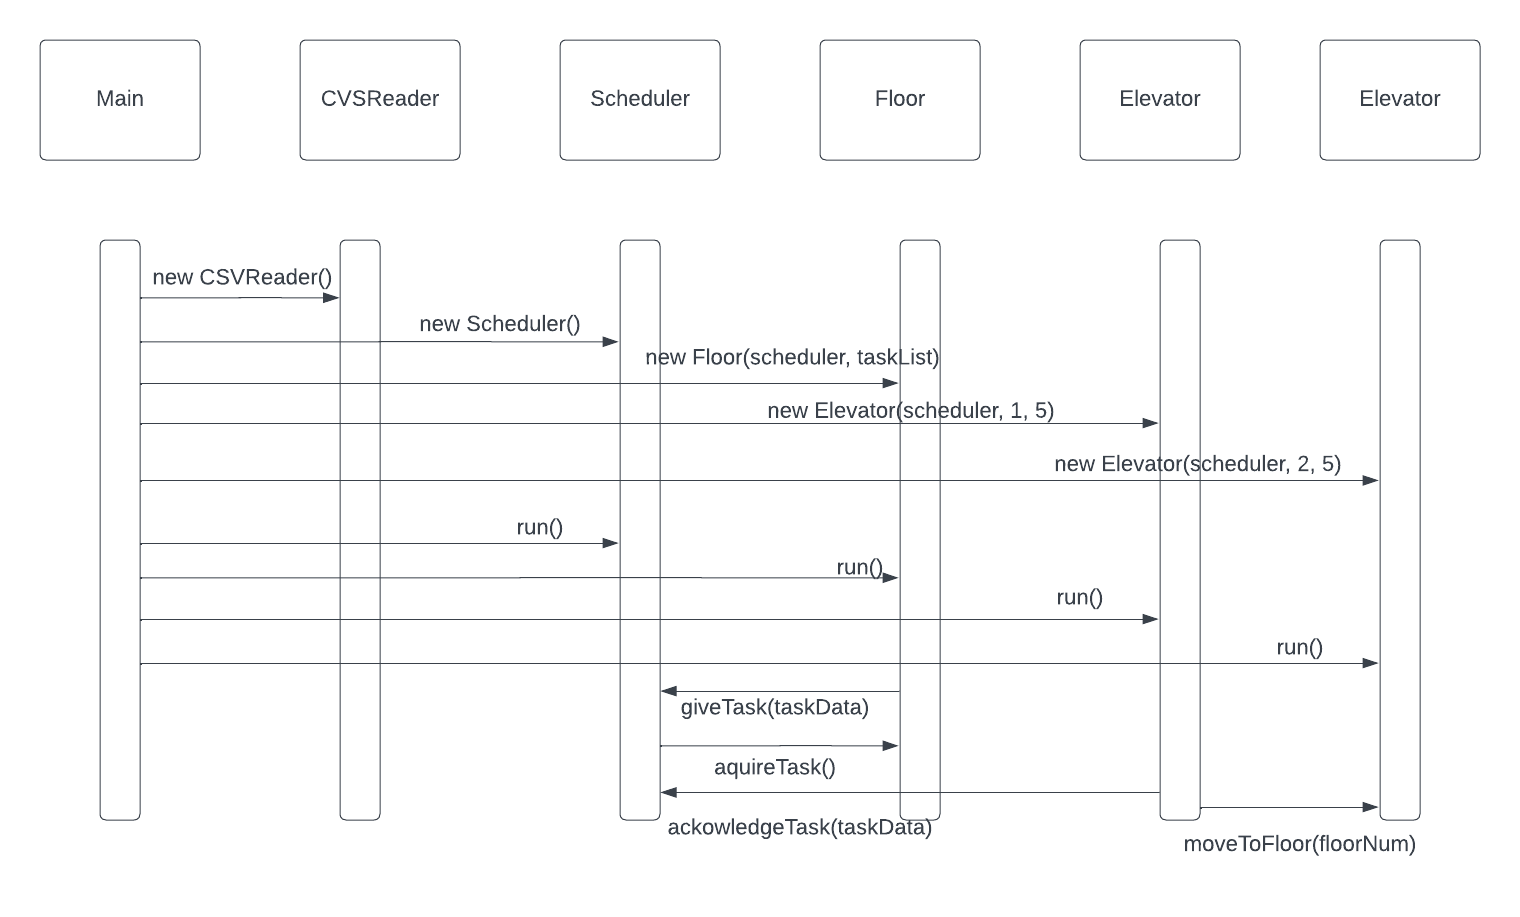 Main
CVSReader
Scheduler
Floor
Elevator
Elevator
new CSVReader()
new Scheduler()
new Floor(scheduler, taskList)
new Elevator(scheduler, 1, 5)
new Elevator(scheduler, 2, 5)
run()
run()
run()
run()
giveTask(taskData)
aquireTask()
ackowledgeTask(taskData)
moveToFloor(floorNum)